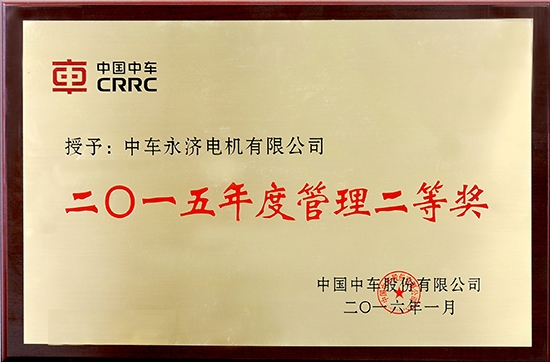 中国中车
CRRC
授予：中车永济电机有限公司
二〇一五年度管理二等奖
中国中车股份有限公司
二〇一六年一月